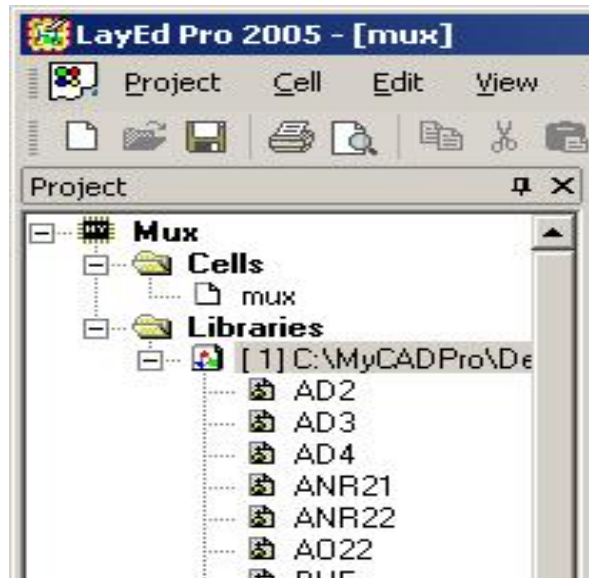 LayEd Pro 2005 - [mux]
Project Cell Edit View
Project
Mux
Cells
mux
Libraries
[ 1] C:\MyCADPro\De
AD2
AD3
AD4
ANR21
ANR22
AO22